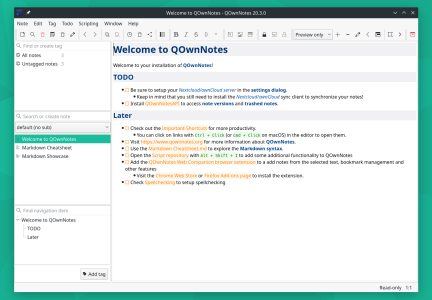 Welcome to QOwnNotes - QOwnNotes 20.3.0
Note Edit Tag Todo Scripting Window Help
Preview only
Find or create tag
All notes 3
Untagged notes 3
Search or create note
default (no sub)
Welcome to QOwnNotes
Markdown Cheatsheet
Markdown Showcase
Find navigation item
Welcome to QOwnNotes
TODO
Later
Add tag
Welcome to QOwnNotes
Welcome to your installation of QOwnNotes!
TODO
Be sure to setup your Nextcloud/ownCloud server in the settings dialog.
Keep in mind that you still need to install the Nextcloud/ownCloud sync client to synchronize your notes!
Install QOwnNotesAPI to access note versions and trashed notes.
Later
Check out the Important Shortcuts for more productivity.
You can click on links with Ctrl + Click (or Cmd + Click on macOS) in the editor to open them.
Visit https://www.qownnotes.org for more information about QOwnNotes.
Use the Markdown Cheatsheet.md to explore the Markdown syntax.
Open the Script repository with Alt + Shift + I to add some additional functionality to QOwnNotes
Add the QOwnNotes Web Companion browser extension to a add notes from the selected text, bookmark management and
other features
Visit the Chrome Web Store or Firefox Add-ons page to install the extension.
Check Spellchecking to setup spellchecking
Read-only 1:1